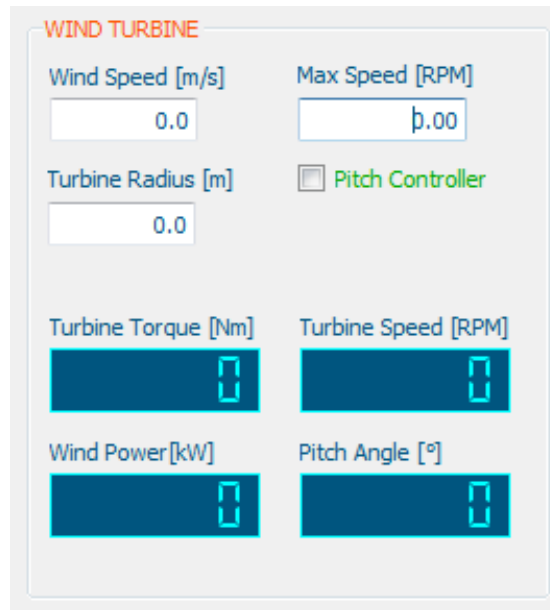 WIND TURBINE
Wind Speed [m/s] Max Speed [RPM]
0.0 0.00
Turbine Radius [m] Pitch Controller
0.0
Turbine Torque [Nm] Turbine Speed [RPM]
0 0
Wind Power[kW] Pitch Angle [º]
0 0